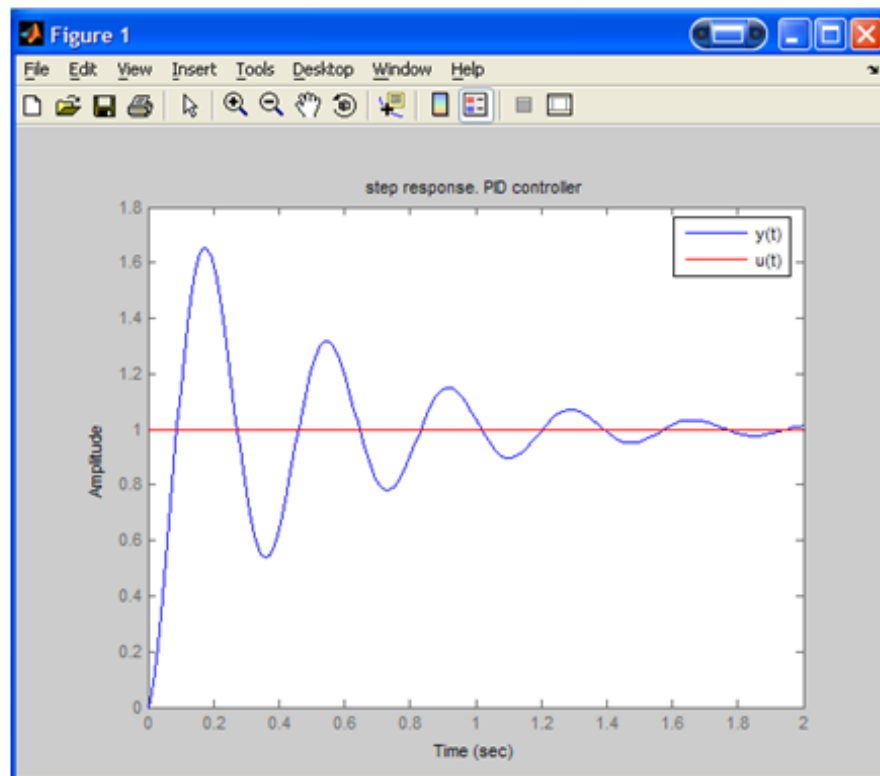 Figure 1
File Edit View Insert Tools Desktop Window Help
step response. PID controller
1.8
1.6
1.4
1.2
1
0.8
0.6
0.4
0.2
0
Amplitude
y(t)
u(t)
0 0.2 0.4 0.6 0.8 1 1.2 1.4 1.6 1.8 2
Time (sec)